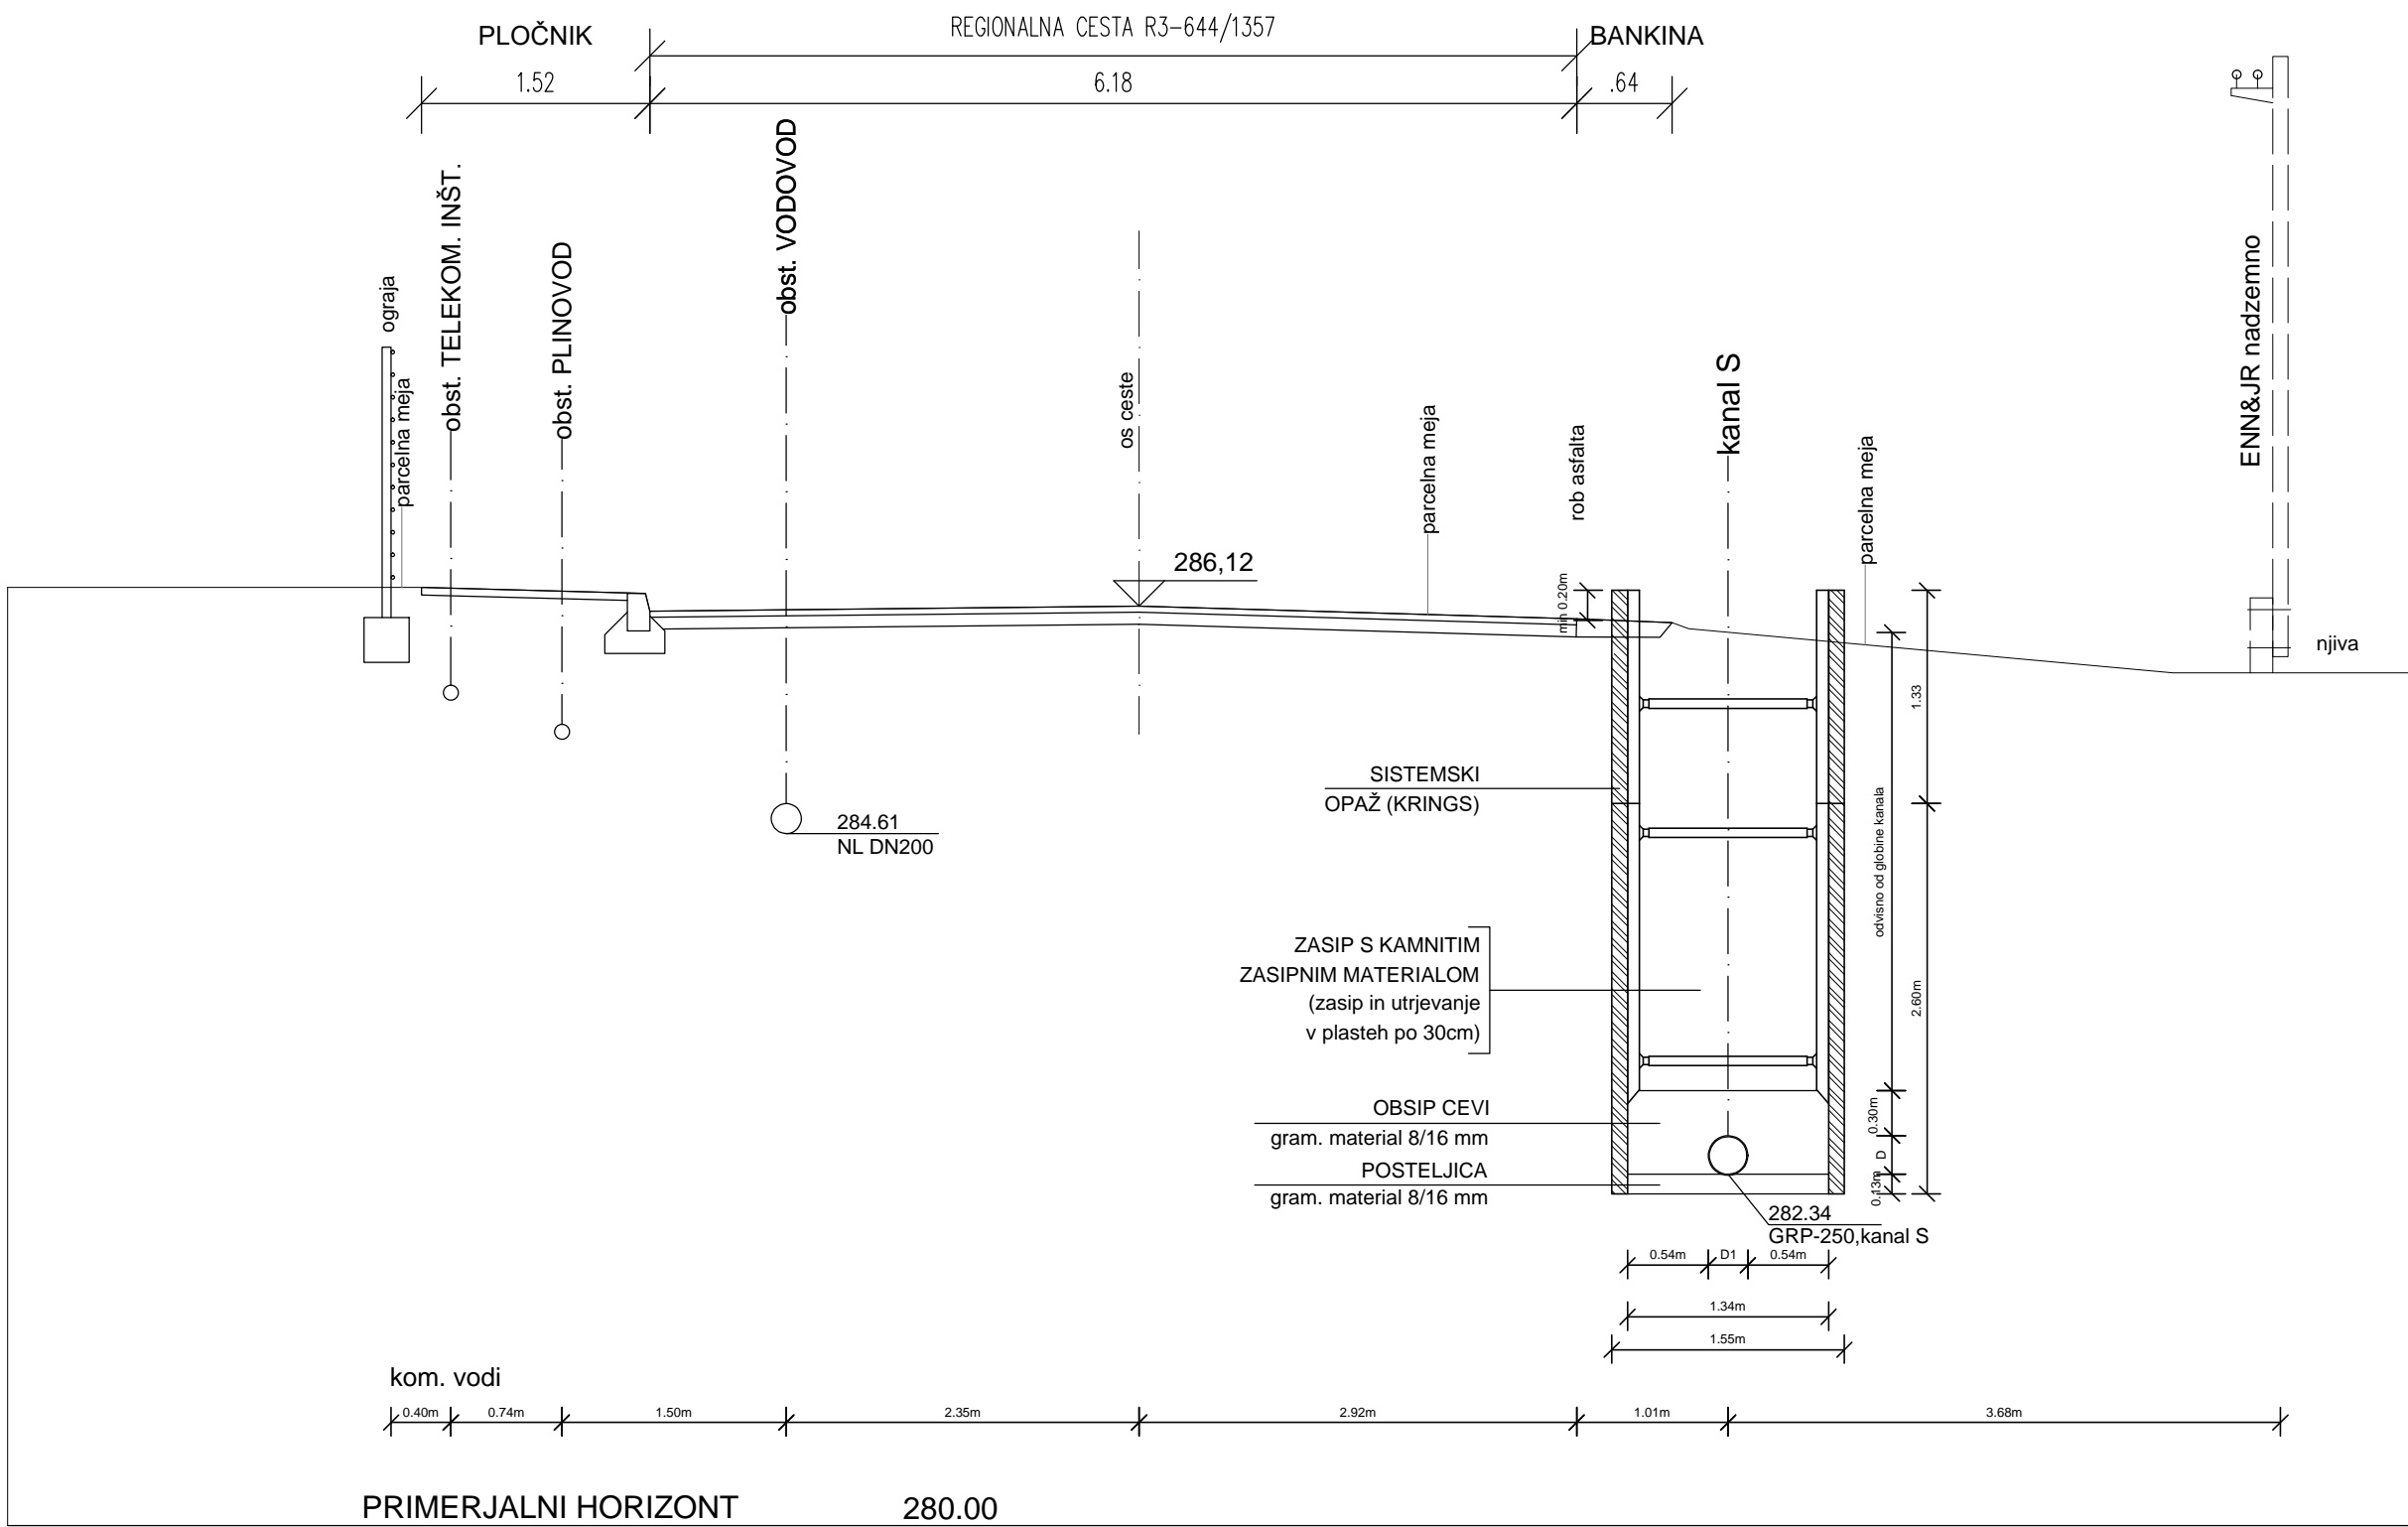 REGIONALNA CESTA R3-644/1357
PLOČNIK
BANKINA
1.52
6.18
.64
ograja
parcelna meja
obst. TELEKOM. INŠT.
obst. PLINOVOD
obst. VODOVOD
os ceste
parcelna meja
rob asfalta
kanal S
parcelna meja
ENN&JR nadzemno
286,12
min 0.20m
njiva
1.33
SISTEMSKI
OPAŽ (KRINGS)
284.61
NL DN200
odvisno od globine kanala
2.60m
ZASIP S KAMNITIM
ZASIPNIM MATERIALOM
(zasip in utrjevanje
v plasteh po 30cm)
OBSIP CEVI
gram. material 8/16 mm
0.30m
D
POSTELJICA
gram. material 8/16 mm
0.13m
282.34
GRP-250,kanal S
0.54m D1 0.54m
1.34m
1.55m
kom. vodi
0.40m 0.74m 1.50m 2.35m 2.92m 1.01m 3.68m
PRIMERJALNI HORIZONT 280.00